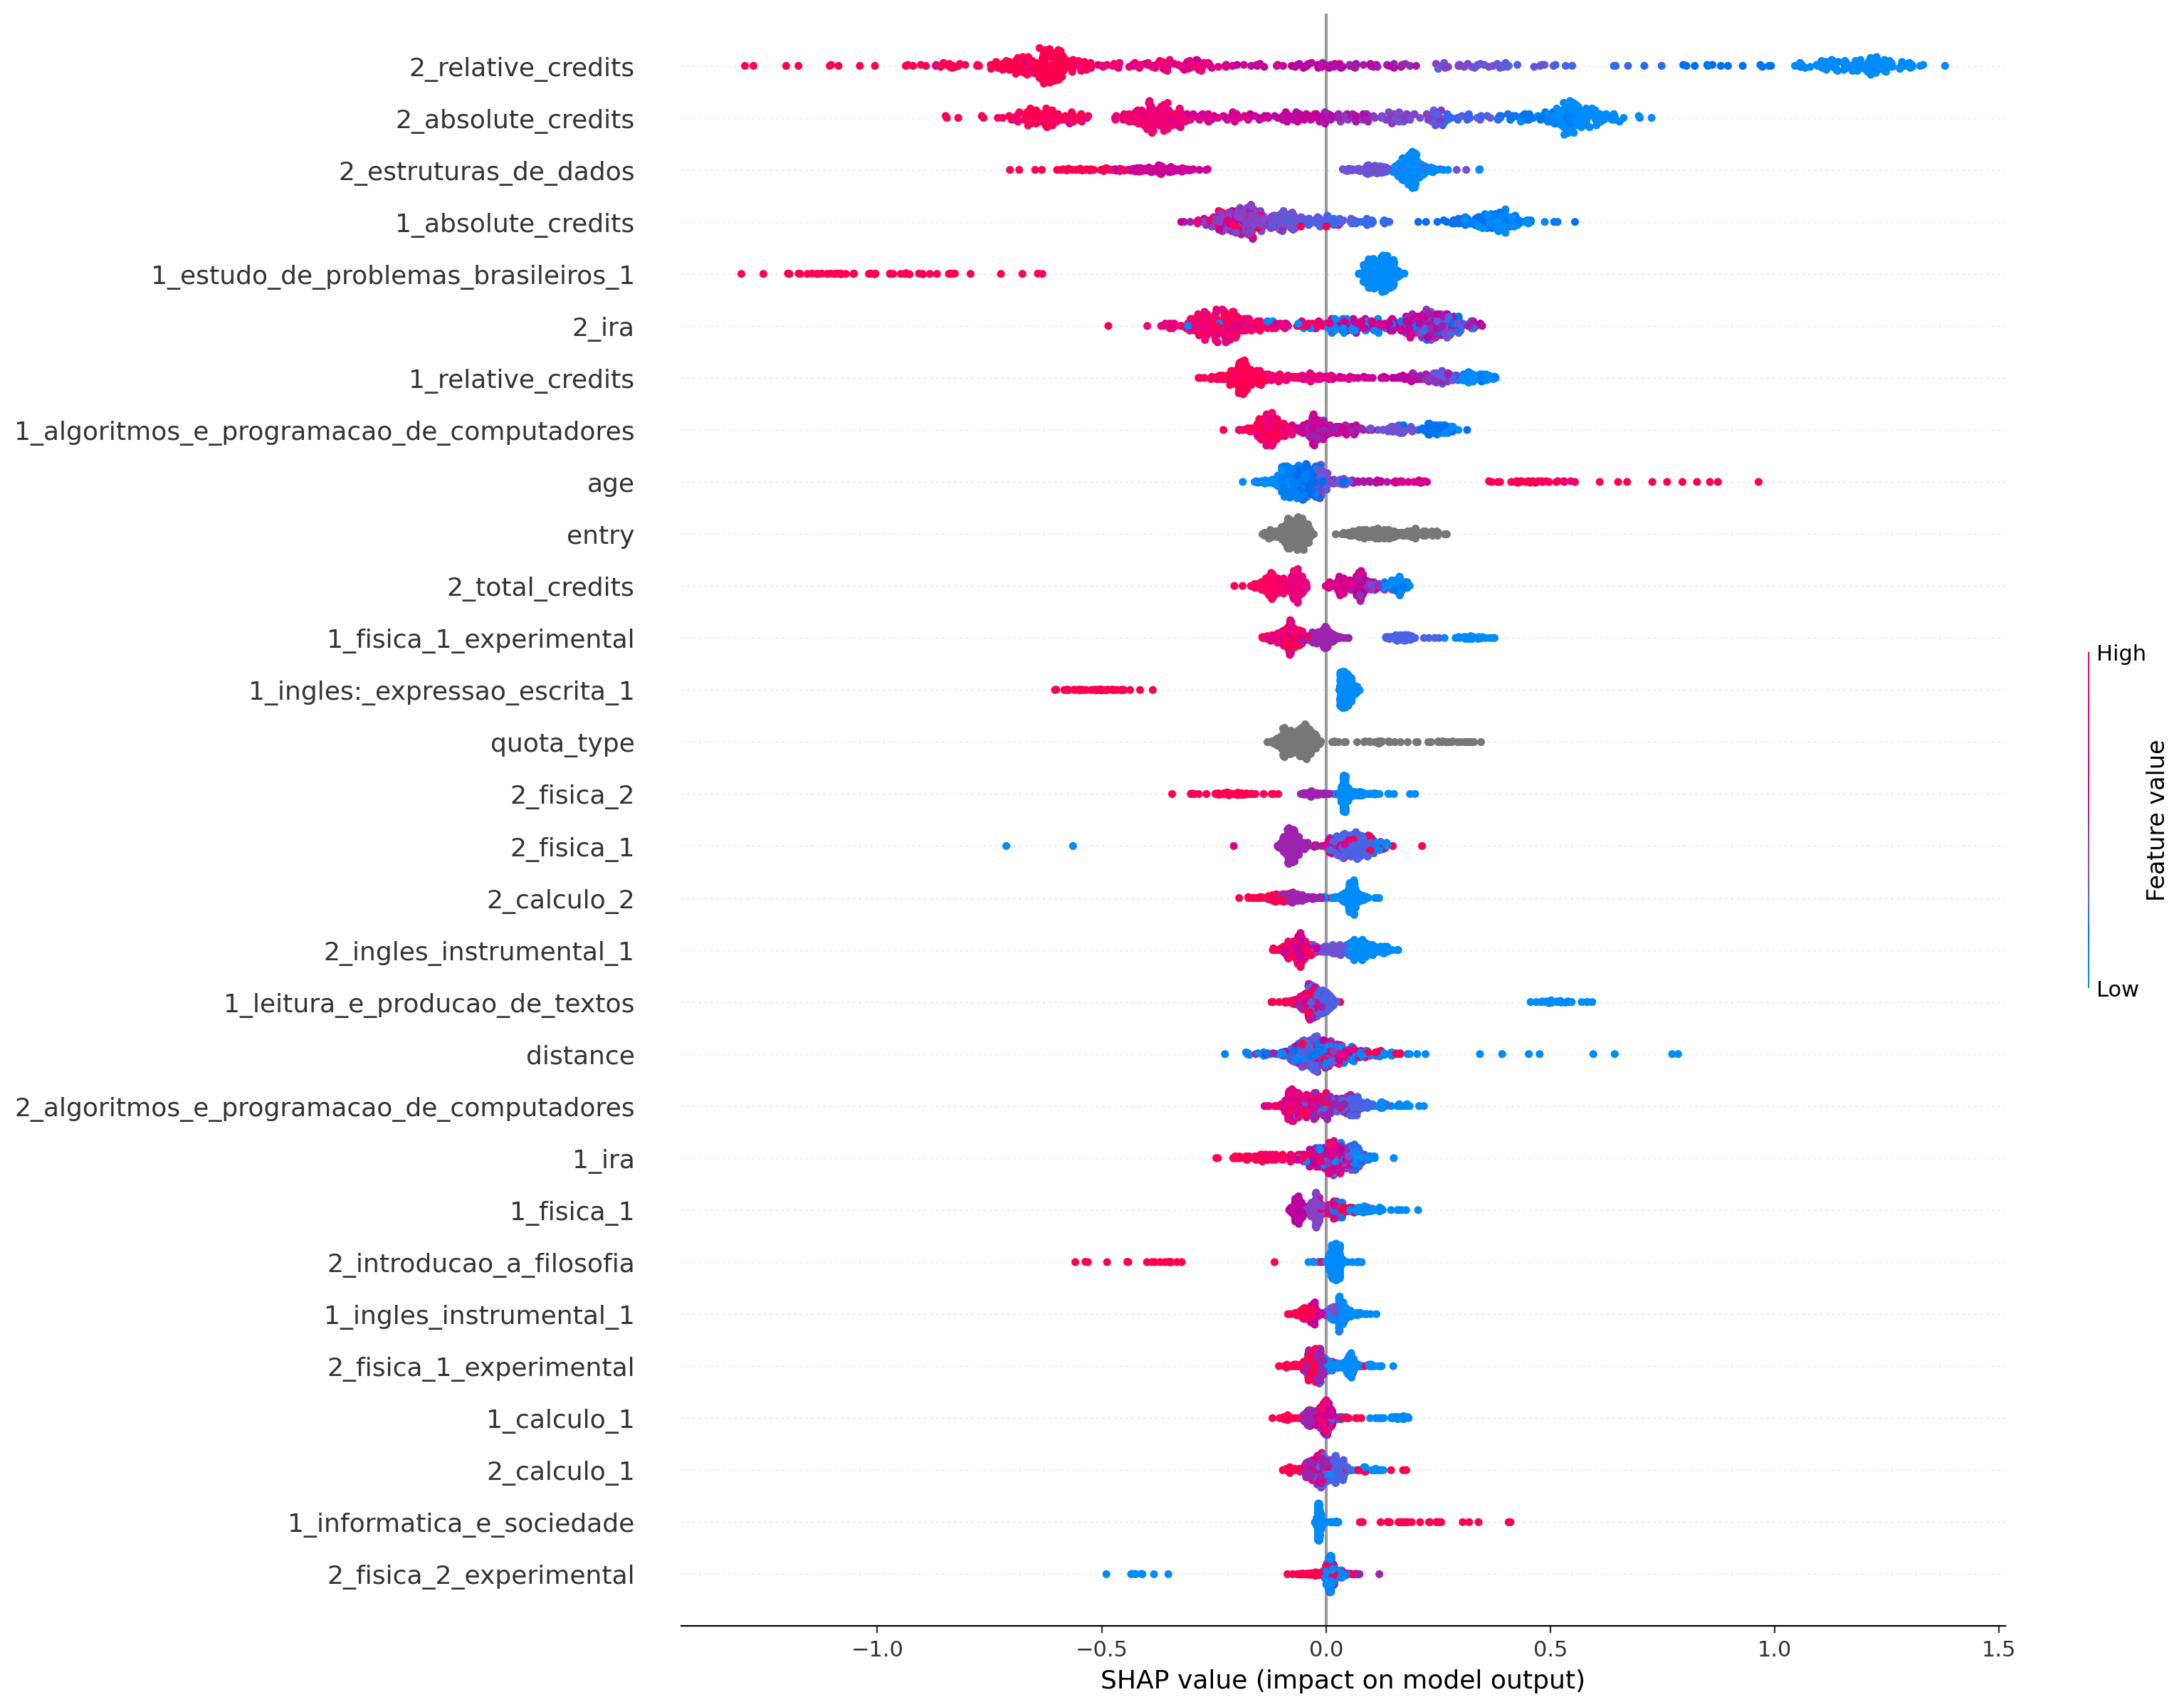 2_relative_credits
2_absolute_credits
2_estruturas_de_dados
1_absolute_credits
1_estudo_de_problemas_brasileiros_1
2_ira
1_relative_credits
1_algoritmos_e_programacao_de_computadores
age
entry
2_total_credits
1_fisica_1_experimental
1_ingles:_expressao_escrita_1
quota_type
2_fisica_2
2_fisica_1
2_calculo_2
2_ingles_instrumental_1
1_leitura_e_producao_de_textos
distance
2_algoritmos_e_programacao_de_computadores
1_ira
1_fisica_1
2_introducao_a_filosofia
1_ingles_instrumental_1
2_fisica_1_experimental
1_calculo_1
2_calculo_1
1_informatica_e_sociedade
2_fisica_2_experimental
−1.0 −0.5 0.0 0.5 1.0 1.5
SHAP value (impact on model output)
High
Feature value
Low